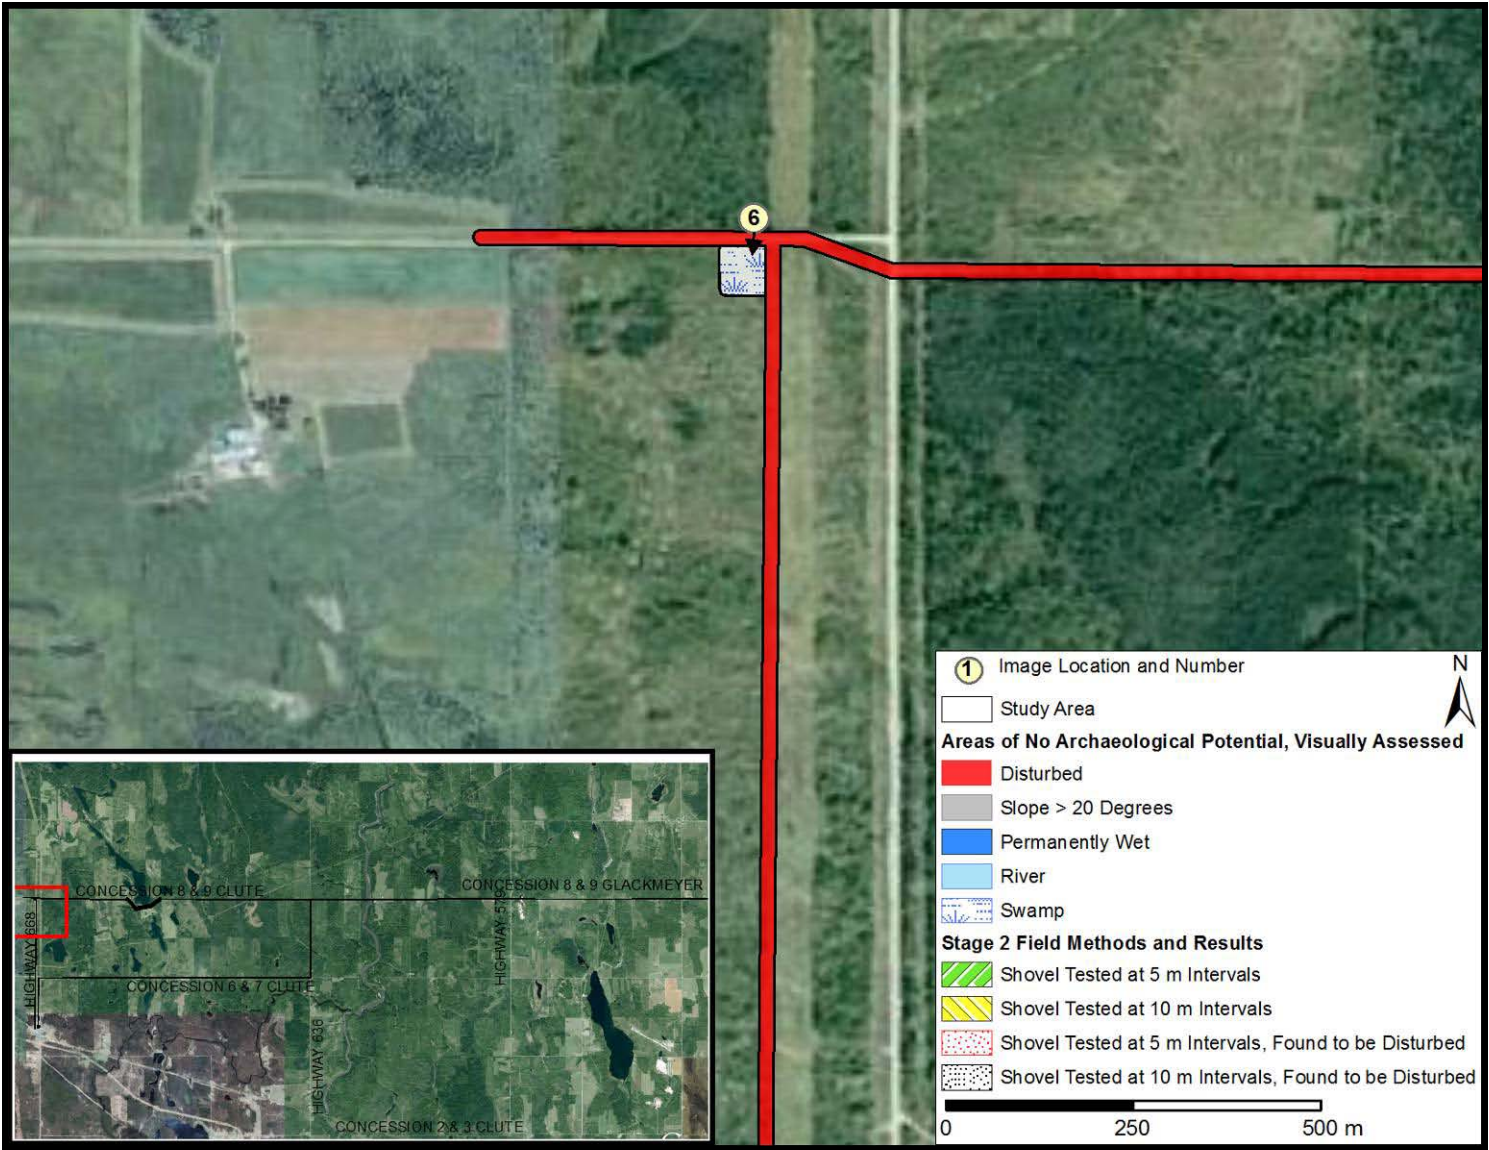 6
1 Image Location and Number
N
Study Area
Areas of No Archaeological Potential, Visually Assessed
Disturbed
Slope > 20 Degrees
Permanently Wet
River
Swamp
Stage 2 Field Methods and Results
Shovel Tested at 5 m Intervals
Shovel Tested at 10 m Intervals
Shovel Tested at 5 m Intervals, Found to be Disturbed
Shovel Tested at 10 m Intervals, Found to be Disturbed
0 250 500 m
CONCESSION 8 & 9 CLUTE
CONCESSION 8 & 9 GLACKMEYER
HIGHWAY 668
HIGHWAY 579
CONCESSION 6 & 7 CLUTE
HIGHWAY 636
CONCESSION 2 & 3 CLUTE